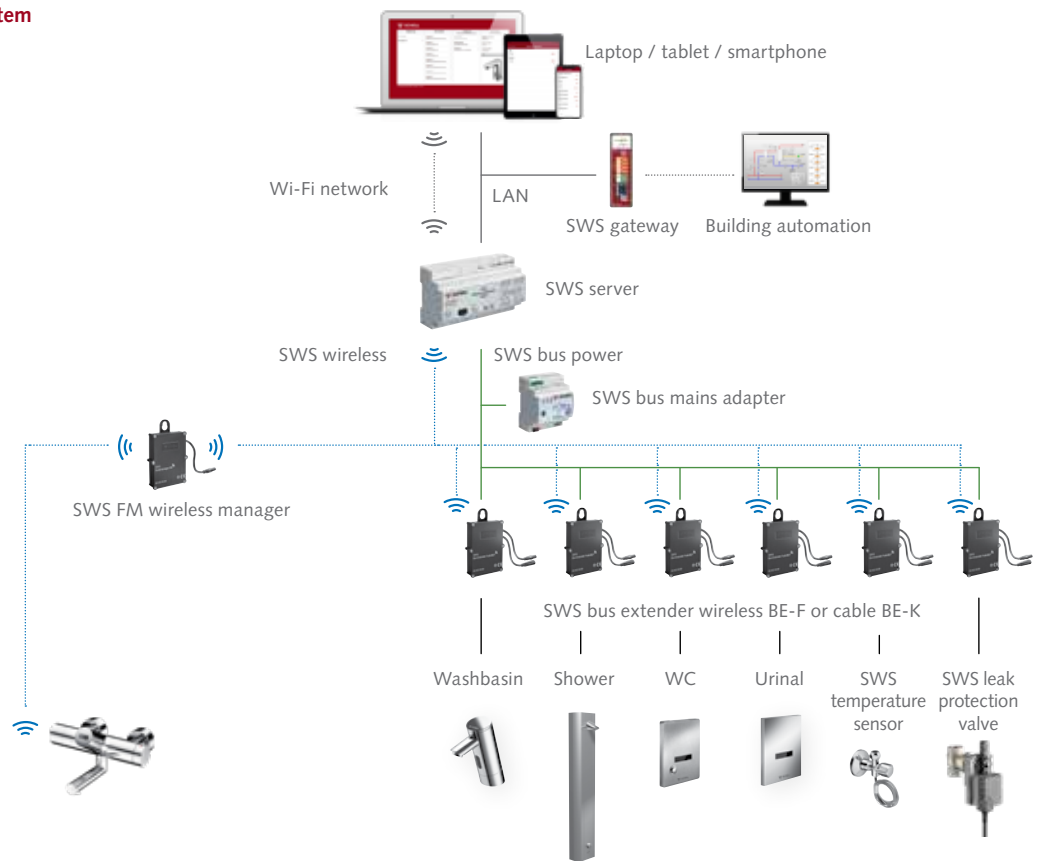 tem
Laptop / tablet / smartphone
Wi-Fi network
LAN
SWS gateway
Building automation
SWS server
SWS wireless
SWS bus power
SWS bus mains adapter
SWS FM wireless manager
SWS bus extender wireless BE-F or cable BE-K
Washbasin
Shower
WC
Urinal
SWS
temperature
sensor
SWS leak
protection
valve